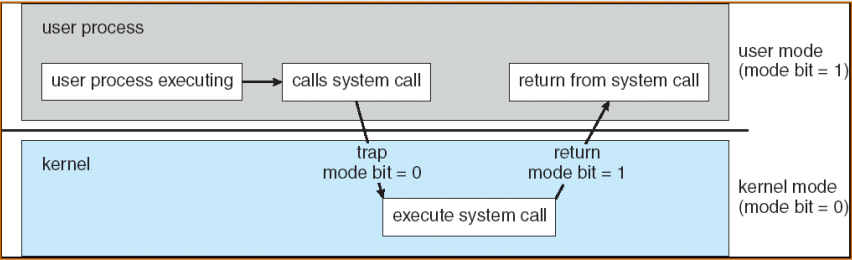 user process
user process executing
calls system call
return from system call
user mode
(mode bit = 1)
kernel
trap
mode bit = 0
return
mode bit = 1
execute system call
kernel mode
(mode bit = 0)